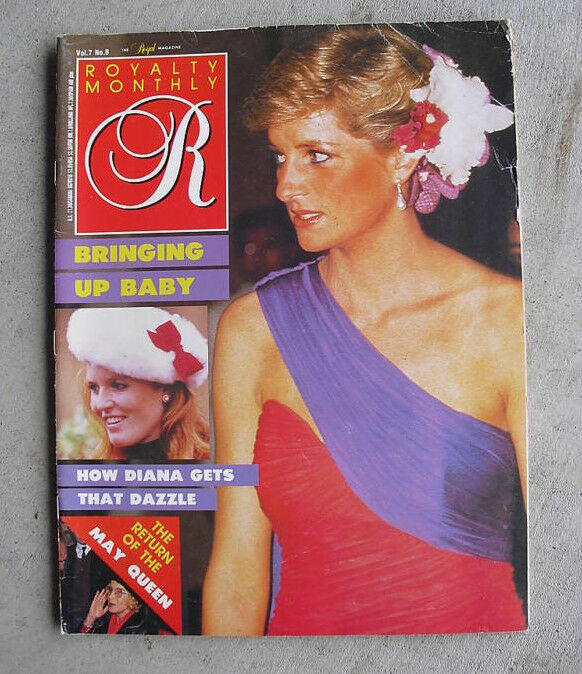 Vol.7 No.8
THE Royal MAGAZINE
ROYALTY
MONTHLY
R
BRINGING
UP BABY
HOW DIANA GETS
THAT DAZZLE
THE
RETURN
OF THE
MAY QUEEN